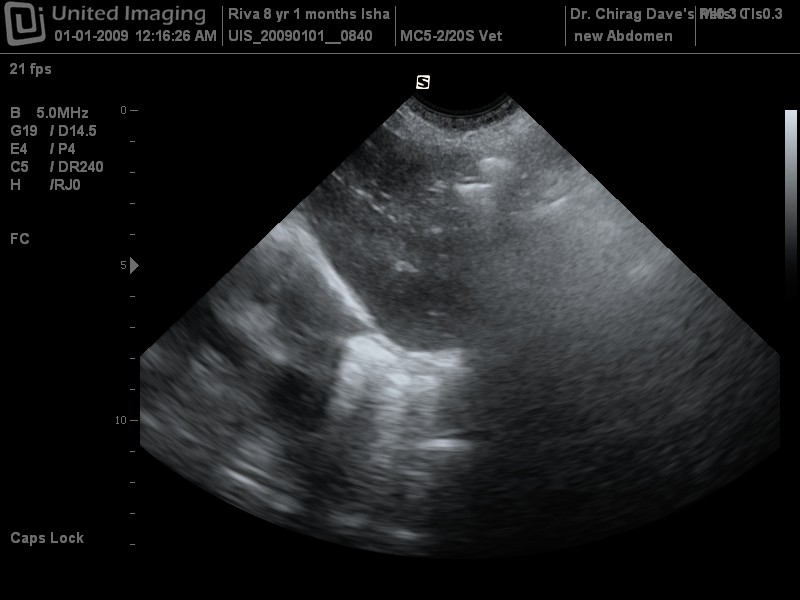 United Imaging
01-01-2009 12:16:26 AM
Riva 8 yr 1 months Isha
UIS_20090101__0840
MC5-2/20S Vet
Dr. Chirag Dave's
new Abdomen
TIs0.3
21 fps
S
B 5.0MHz
G19 / D14.5
E4 / P4
C5 / DR240
H /RJ0
FC
0
5
10
Caps Lock